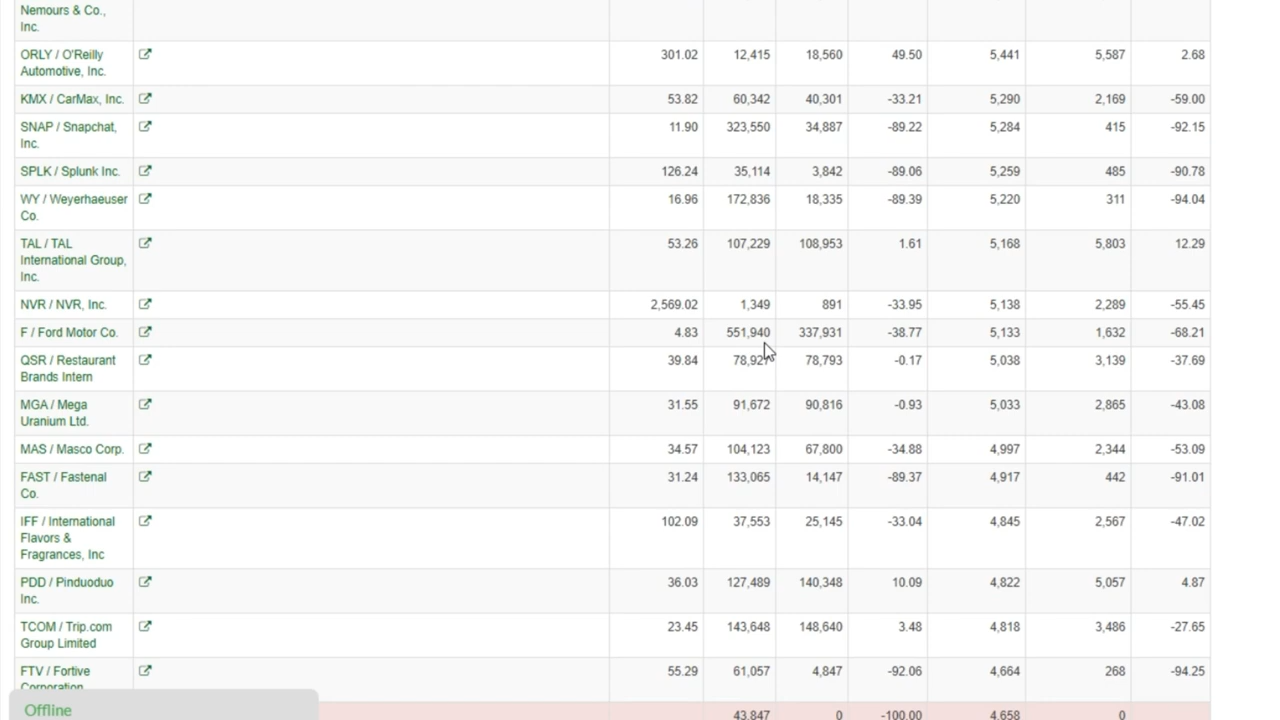 Nemours & Co.,
Inc.
ORLY / O'Reilly 301.02 12,415 18,560 49.50 5,441 5,587 2.68
Automotive, Inc.
KMX / CarMax, Inc. 53.82 60,342 40,301 -33.21 5,290 2,169 -59.00
SNAP / Snapchat, 11.90 323,550 34,887 -89.22 5,284 415 -92.15
Inc.
SPLK / Splunk Inc. 126.24 35,114 3,842 -89.06 5,259 485 -90.78
WY / Weyerhaeuser 16.96 172,836 18,335 -89.39 5,220 311 -94.04
Co.
TAL / TAL 53.26 107,229 108,953 1.61 5,168 5,803 12.29
International Group,
Inc.
NVR / NVR, Inc. 2,569.02 1,349 891 -33.95 5,138 2,289 -55.45
F / Ford Motor Co. 4.83 551,940 337,931 -38.77 5,133 1,632 -68.21
QSR / Restaurant 39.84 78,927 78,793 -0.17 5,038 3,139 -37.69
Brands Intern
MGA / Mega 31.55 91,672 90,816 -0.93 5,033 2,865 -43.08
Uranium Ltd.
MAS / Masco Corp. 34.57 104,123 67,800 -34.88 4,997 2,344 -53.09
FAST / Fastenal 31.24 133,065 14,147 -89.37 4,917 442 -91.01
Co.
IFF / International 102.09 37,553 25,145 -33.04 4,845 2,567 -47.02
Flavors &
Fragrances, Inc
PDD / Pinduoduo 36.03 127,489 140,348 10.09 4,822 5,057 4.87
Inc.
TCOM / Trip.com 23.45 143,648 148,640 3.48 4,818 3,486 -27.65
Group Limited
FTV / Fortive 55.29 61,057 4,847 -92.06 4,664 268 -94.25
Corporation
43,847 0 -100.00 4,658 0
Offline